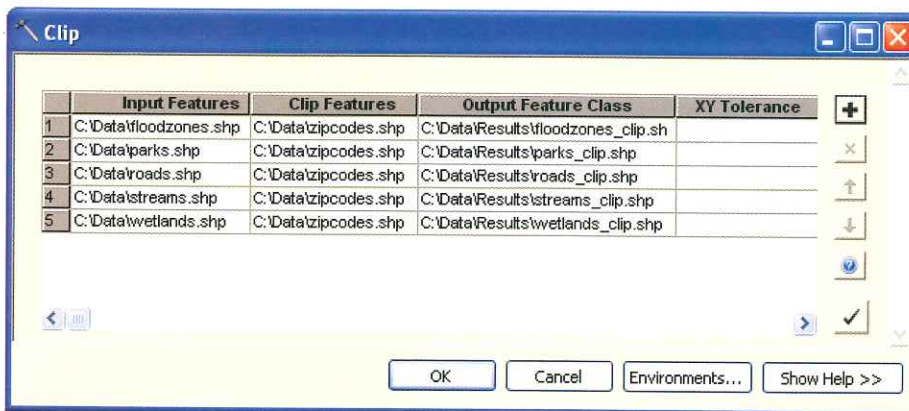 Clip
Input Features Clip Features Output Feature Class XY Tolerance
1 C:\Data\floodzones.shp C:\Data\zipcodes.shp C:\Data\Results\floodzones_clip.sh
2 C:\Data\parks.shp C:\Data\zipcodes.shp C:\Data\Results\parks_clip.shp
3 C:\Data\roads.shp C:\Data\zipcodes.shp C:\Data\Results\roads_clip.shp
4 C:\Data\streams.shp C:\Data\zipcodes.shp C:\Data\Results\streams_clip.shp
5 C:\Data\wetlands.shp C:\Data\zipcodes.shp C:\Data\Results\wetlands_clip.shp
OK Cancel Environments... Show Help >>